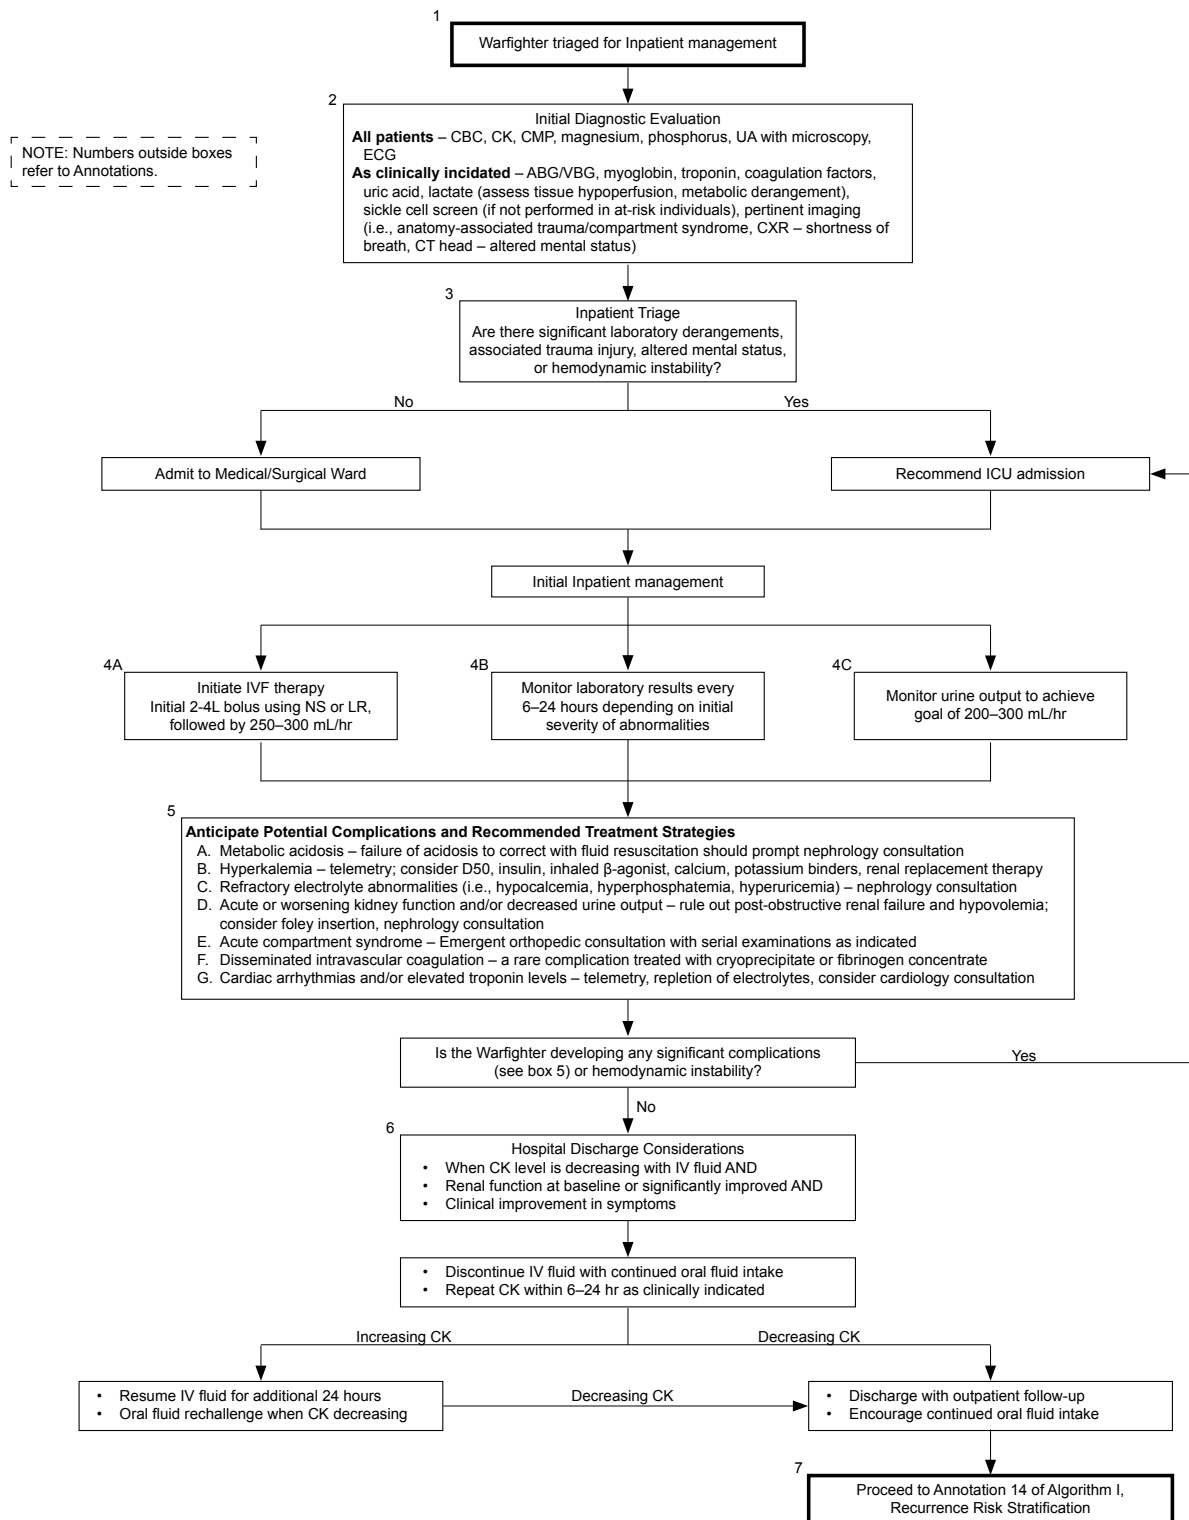 1
Warfighter triaged for Inpatient management
2
Initial Diagnostic Evaluation
All patients – CBC, CK, CMP, magnesium, phosphorus, UA with microscopy,
ECG
As clinically incidated – ABG/VBG, myoglobin, troponin, coagulation factors,
uric acid, lactate (assess tissue hypoperfusion, metabolic derangement),
sickle cell screen (if not performed in at-risk individuals), pertinent imaging
(i.e., anatomy-associated trauma/compartment syndrome, CXR – shortness of
breath, CT head – altered mental status)
NOTE: Numbers outside boxes
refer to Annotations.
3
Inpatient Triage
Are there significant laboratory derangements,
associated trauma injury, altered mental status,
or hemodynamic instability?
No
Yes
Admit to Medical/Surgical Ward
Recommend ICU admission
Initial Inpatient management
4A
Initiate IVF therapy
Initial 2-4L bolus using NS or LR,
followed by 250–300 mL/hr
4B
Monitor laboratory results every
6–24 hours depending on initial
severity of abnormalities
4C
Monitor urine output to achieve
goal of 200–300 mL/hr
5
Anticipate Potential Complications and Recommended Treatment Strategies
A. Metabolic acidosis – failure of acidosis to correct with fluid resuscitation should prompt nephrology consultation
B. Hyperkalemia – telemetry; consider D50, insulin, inhaled β-agonist, calcium, potassium binders, renal replacement therapy
C. Refractory electrolyte abnormalities (i.e., hypocalcemia, hyperphosphatemia, hyperuricemia) – nephrology consultation
D. Acute or worsening kidney function and/or decreased urine output – rule out post-obstructive renal failure and hypovolemia;
consider foley insertion, nephrology consultation
E. Acute compartment syndrome – Emergent orthopedic consultation with serial examinations as indicated
F. Disseminated intravascular coagulation – a rare complication treated with cryoprecipitate or fibrinogen concentrate
G. Cardiac arrhythmias and/or elevated troponin levels – telemetry, repletion of electrolytes, consider cardiology consultation
Is the Warfighter developing any significant complications
(see box 5) or hemodynamic instability?
Yes
No
6
Hospital Discharge Considerations
• When CK level is decreasing with IV fluid AND
• Renal function at baseline or significantly improved AND
• Clinical improvement in symptoms
• Discontinue IV fluid with continued oral fluid intake
• Repeat CK within 6–24 hr as clinically indicated
Increasing CK
Decreasing CK
• Resume IV fluid for additional 24 hours
• Oral fluid rechallenge when CK decreasing
Decreasing CK
• Discharge with outpatient follow-up
• Encourage continued oral fluid intake
7
Proceed to Annotation 14 of Algorithm I,
Recurrence Risk Stratification